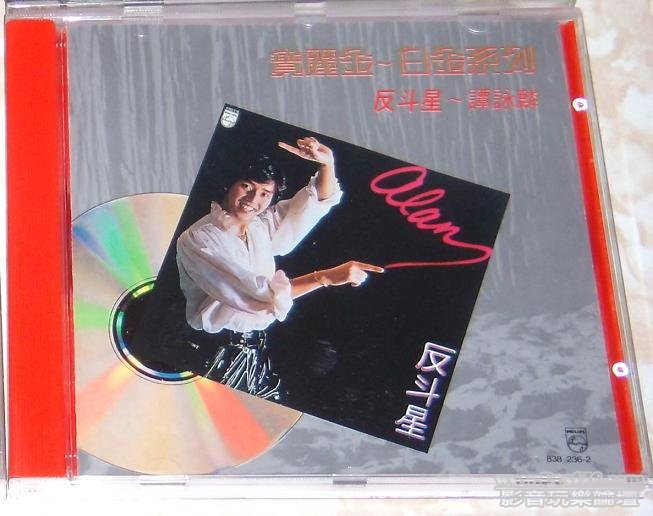 寶麗金~白金系列
反斗星~譚詠麟
PHILIPS
alan
反斗星
PHILIPS
838 236-2
影音玩樂論壇